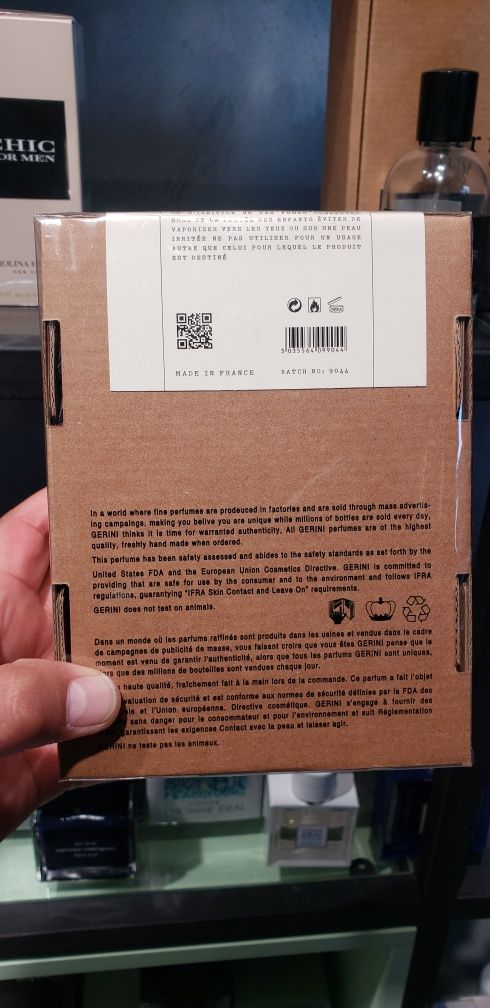 CHIC
FOR MEN
VAPORISER VERS LES YEUX OU SUR UNE PEAU
IRRITÉE NE PAS UTILISER POUR UN USAGE
AUTRE QUE CELUI POUR LEQUEL LE PRODUIT
EST DESTINÉ
3 035564 099044
MADE IN FRANCE
BATCH NO: 9044
In a world where fine perfumes are prodeuced in factories and are sold through mass advertis-
ing campaings, making you belive you are unique while millions of bottles are sold every day,
GERINI thinks it is time for warranted authenticity, All GERINI perfumes are of the highest
quality, freshly hand made when ordered.
This perfume has been safety assessed and abides to the safety standards as set forth by the
United States FDA and the European Union Cosmetics Directive. GERINI is committed to
providing that are safe for use by the consumer and to the environment and follows IFRA
regulations, guarantying "IFRA Skin Contact and Leave On" requirements.
GERINI does not test on animals.
Dans un monde où les parfums raffinés sont produits dans les usines et vendus dans le cadre
de campagnes de publicité de masse, vous faisant croire que vous êtes GERINI pense que le
moment est venu de garantir l'authenticité, alors que tous les parfums GERINI sont uniques,
alors que des millions de bouteilles sont vendues chaque jour.
haute qualité, fraîchement fait à la main lors de la commande. Ce parfum a fait l'objet
évaluation de sécurité et est conforme aux normes de sécurité définies par la FDA des
et l'Union européenne. Directive cosmétique. GERINI s'engage à fournir des
sans danger pour le consommateur et pour l'environnement et suit Réglementation
garantissant les exigences Contact avec la peau et laisser agir.
GERINI ne teste pas les animaux.
L'HOMME IDEAL